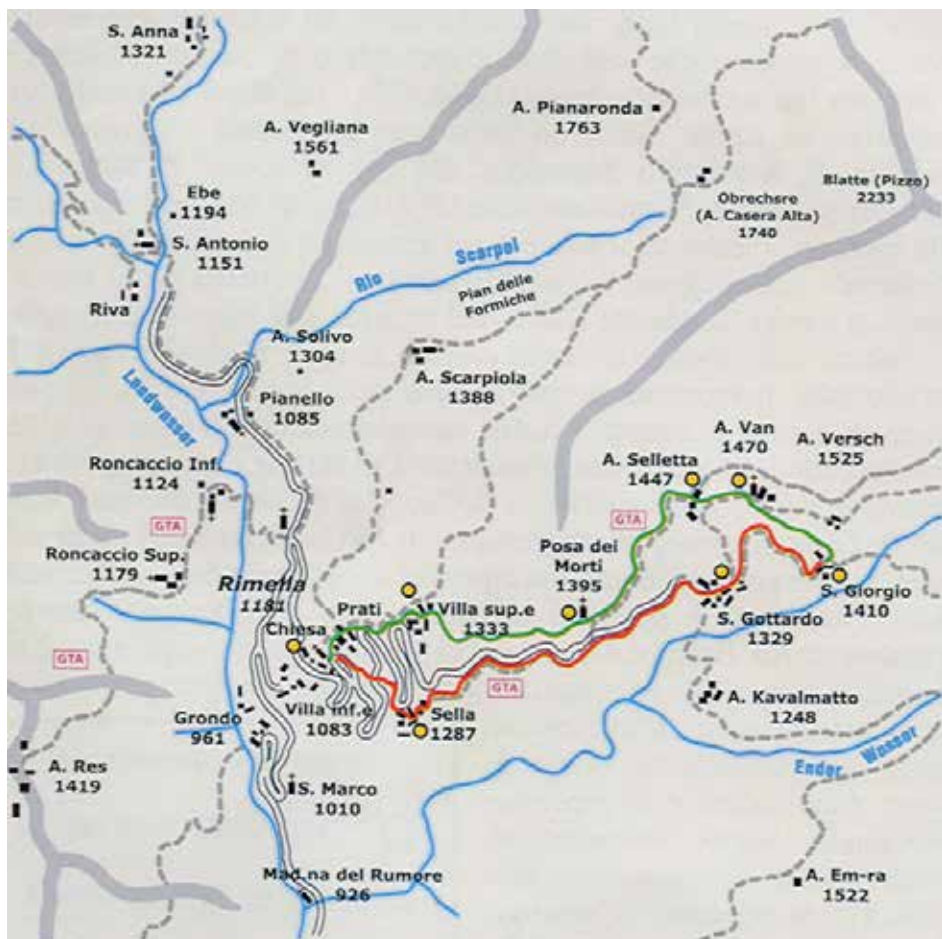 S. Anna
1321
A. Vegliana
1561
A. Pianaronda
1763
Obrechsre
(A. Casera Alta)
1740
Blatte (Pizzo)
2233
Ebe
1194
S. Antonio
1151
Riva
Rio Scarpol
Pian delle
Formiche
A. Solivo
1304
A. Scarpiola
1388
Landwasser
Pianello
1085
A. Van
1470
A. Versch
1525
A. Selletta
1447
Roncaccio Inf.
1124
GTA
GTA
Roncaccio Sup.
1179
Rimella
1181
Posa dei
Morti
1395
Prati
Villa sup.e
1333
S. Giorgio
1410
Chiesa
S. Gottardo
1329
GTA
GTA
Villa inf.e
1083
Sella
1287
A. Kavalmatto
1248
Grondo
961
Ender Wasser
A. Res
1419
S. Marco
1010
Mad.na del Rumore
926
A. Em-ra
1522